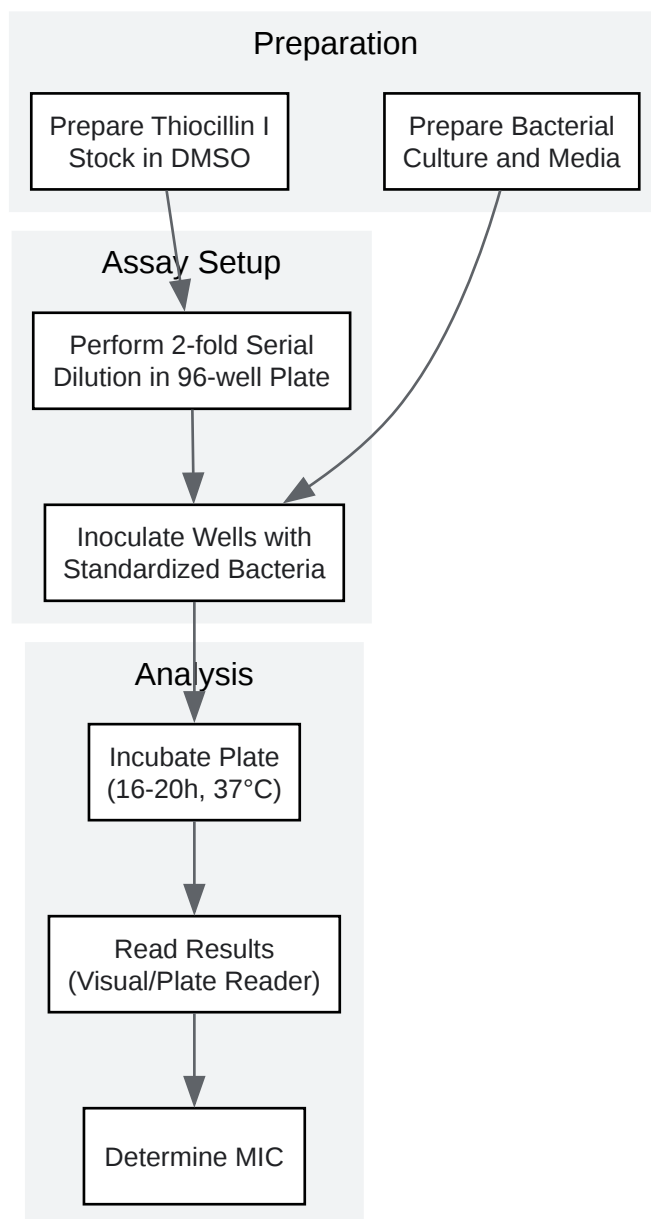 Preparation
Prepare Thiocillin I
Stock in DMSO
Prepare Bacterial
Culture and Media
Assay Setup
Perform 2-fold Serial
Dilution in 96-well Plate
Inoculate Wells with
Standardized Bacteria
Analysis
Incubate Plate
(16-20h, 37°C)
Read Results
(Visual/Plate Reader)
Determine MIC